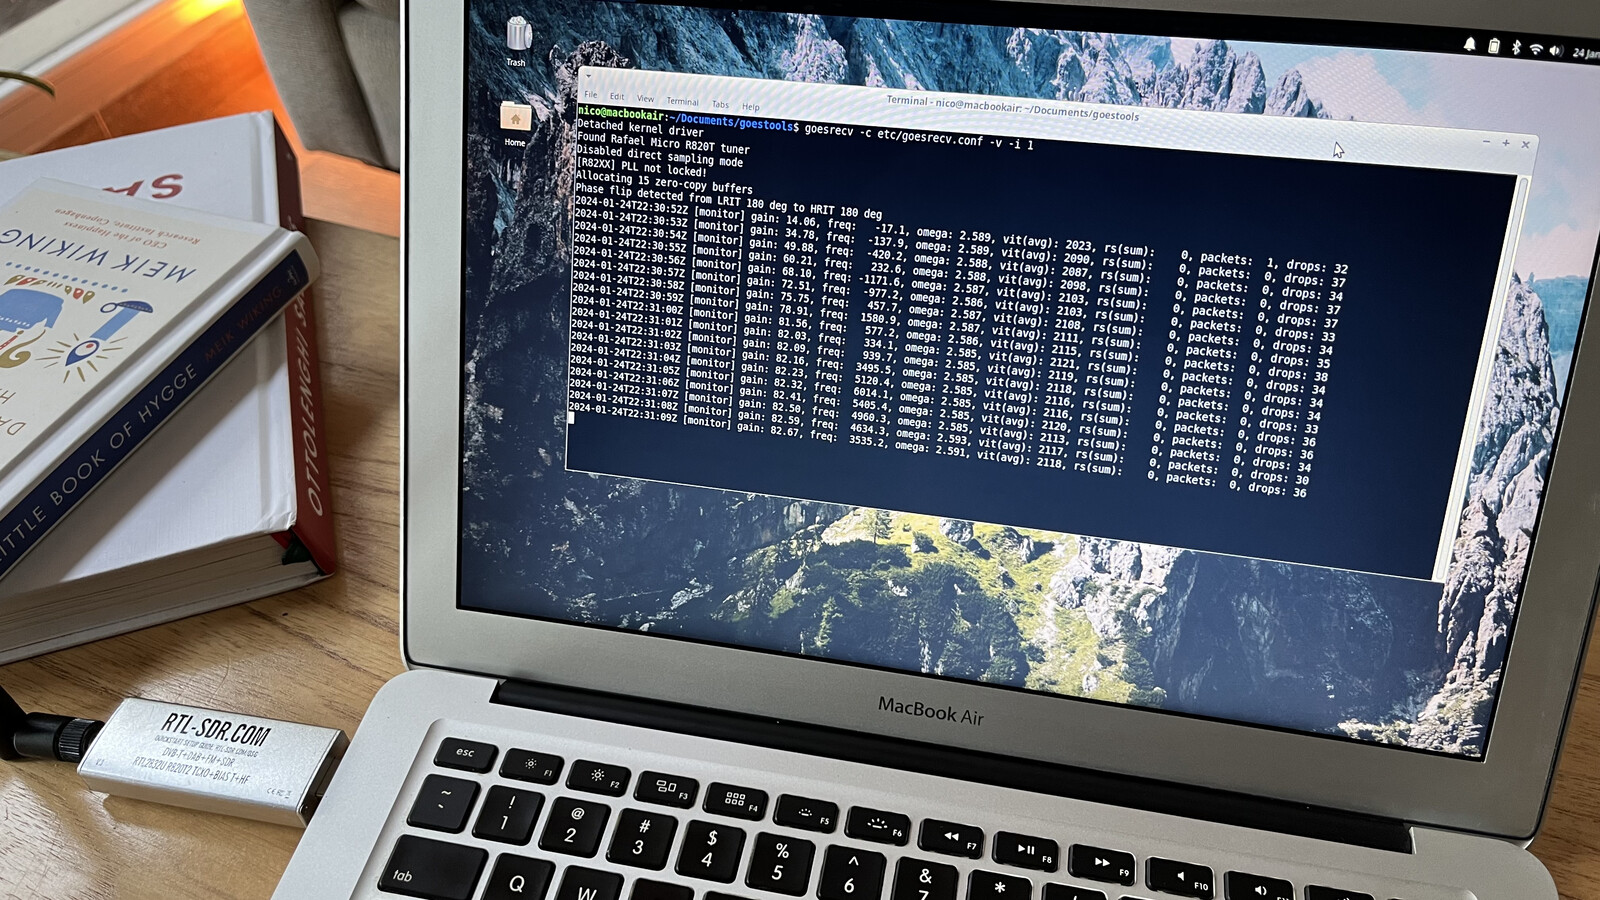 Trash
Home
24 Jan
Terminal - nico@macbookair: ~/Documents/goestools
File Edit View Terminal Tabs Help
nico@macbookair:~/Documents/goestools$ goesrecv -c etc/goesrecv.conf -v -i 1
Detached kernel driver
Found Rafael Micro R820T tuner
Disabled direct sampling mode
[R82XX] PLL not locked!
Allocating 15 zero-copy buffers
Phase flip detected from LRIT 180 deg to HRIT 180 deg
2024-01-24T22:30:52Z [monitor] gain: 14.06, freq: -17.1, omega: 2.589, vit(avg): 2023, rs(sum): 0, packets: 1, drops: 32
2024-01-24T22:30:53Z [monitor] gain: 34.78, freq: -137.9, omega: 2.589, vit(avg): 2090, rs(sum): 0, packets: 0, drops: 37
2024-01-24T22:30:54Z [monitor] gain: 49.88, freq: -420.2, omega: 2.588, vit(avg): 2087, rs(sum): 0, packets: 0, drops: 34
2024-01-24T22:30:55Z [monitor] gain: 60.21, freq: 232.6, omega: 2.588, vit(avg): 2098, rs(sum): 0, packets: 0, drops: 37
2024-01-24T22:30:56Z [monitor] gain: 68.10, freq: -1171.6, omega: 2.587, vit(avg): 2103, rs(sum): 0, packets: 0, drops: 37
2024-01-24T22:30:57Z [monitor] gain: 72.51, freq: -977.2, omega: 2.586, vit(avg): 2103, rs(sum): 0, packets: 0, drops: 33
2024-01-24T22:30:58Z [monitor] gain: 75.75, freq: 457.7, omega: 2.587, vit(avg): 2108, rs(sum): 0, packets: 0, drops: 34
2024-01-24T22:30:59Z [monitor] gain: 78.91, freq: 1580.9, omega: 2.586, vit(avg): 2111, rs(sum): 0, packets: 0, drops: 35
2024-01-24T22:31:00Z [monitor] gain: 81.56, freq: 577.2, omega: 2.585, vit(avg): 2115, rs(sum): 0, packets: 0, drops: 38
2024-01-24T22:31:01Z [monitor] gain: 82.03, freq: 334.1, omega: 2.585, vit(avg): 2121, rs(sum): 0, packets: 0, drops: 34
2024-01-24T22:31:02Z [monitor] gain: 82.09, freq: 939.7, omega: 2.585, vit(avg): 2119, rs(sum): 0, packets: 0, drops: 34
2024-01-24T22:31:03Z [monitor] gain: 82.16, freq: 3495.5, omega: 2.585, vit(avg): 2118, rs(sum): 0, packets: 0, drops: 34
2024-01-24T22:31:04Z [monitor] gain: 82.23, freq: 5120.4, omega: 2.585, vit(avg): 2116, rs(sum): 0, packets: 0, drops: 33
2024-01-24T22:31:05Z [monitor] gain: 82.32, freq: 6014.1, omega: 2.585, vit(avg): 2116, rs(sum): 0, packets: 0, drops: 36
2024-01-24T22:31:06Z [monitor] gain: 82.41, freq: 5405.4, omega: 2.585, vit(avg): 2120, rs(sum): 0, packets: 0, drops: 36
2024-01-24T22:31:07Z [monitor] gain: 82.50, freq: 4960.3, omega: 2.585, vit(avg): 2113, rs(sum): 0, packets: 0, drops: 34
2024-01-24T22:31:08Z [monitor] gain: 82.59, freq: 4634.3, omega: 2.593, vit(avg): 2117, rs(sum): 0, packets: 0, drops: 30
2024-01-24T22:31:09Z [monitor] gain: 82.67, freq: 3535.2, omega: 2.591, vit(avg): 2118, rs(sum): 0, packets: 0, drops: 36
MacBook Air
MEIK WIKING
CEO of the Happiness
Research Institute, Copenhagen
LITTLE BOOK OF HYGGE MEIK WIKING
OTTOLENGHI
RTL-SDR.COM
QUICKSTART SETUP GUIDE: RTL-SDR.COM/QSG
DVB-T+DAB+FM+SDR
RTL2832U R820T2 TCXO+BIAS T+HF
esc F1 F2 F3 F4 F5 F6 F7 F8 F9 F10
~ ` ! 1 @ 2 # 3 $ 4 % 5 ^ 6 & 7 *
tab Q W